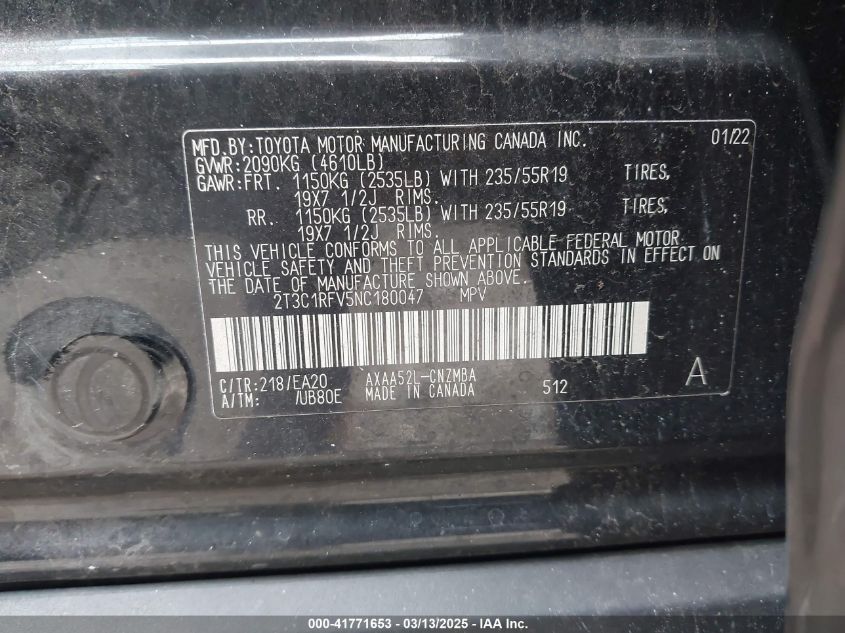 MFD.BY:TOYOTA MOTOR MANUFACTURING CANADA INC. 01/22
GVWR:2090KG (4610LB)
GAWR:FRT. 1150KG (2535LB) WITH 235/55R19 TIRES,
19X7 1/2J RIMS.
RR. 1150KG (2535LB) WITH 235/55R19 TIRES,
19X7 1/2J RIMS.
THIS VEHICLE CONFORMS TO ALL APPLICABLE FEDERAL MOTOR
VEHICLE SAFETY AND THEFT PREVENTION STANDARDS IN EFFECT ON
THE DATE OF MANUFACTURE SHOWN ABOVE.
2T3C1RFV5NC180047 MPV
C/TR:218/EA20 AXAA52L-CNZMBA A
A/TM: /UB80E MADE IN CANADA 512
000-41771653 / 03/13/2025 - IAA Inc.